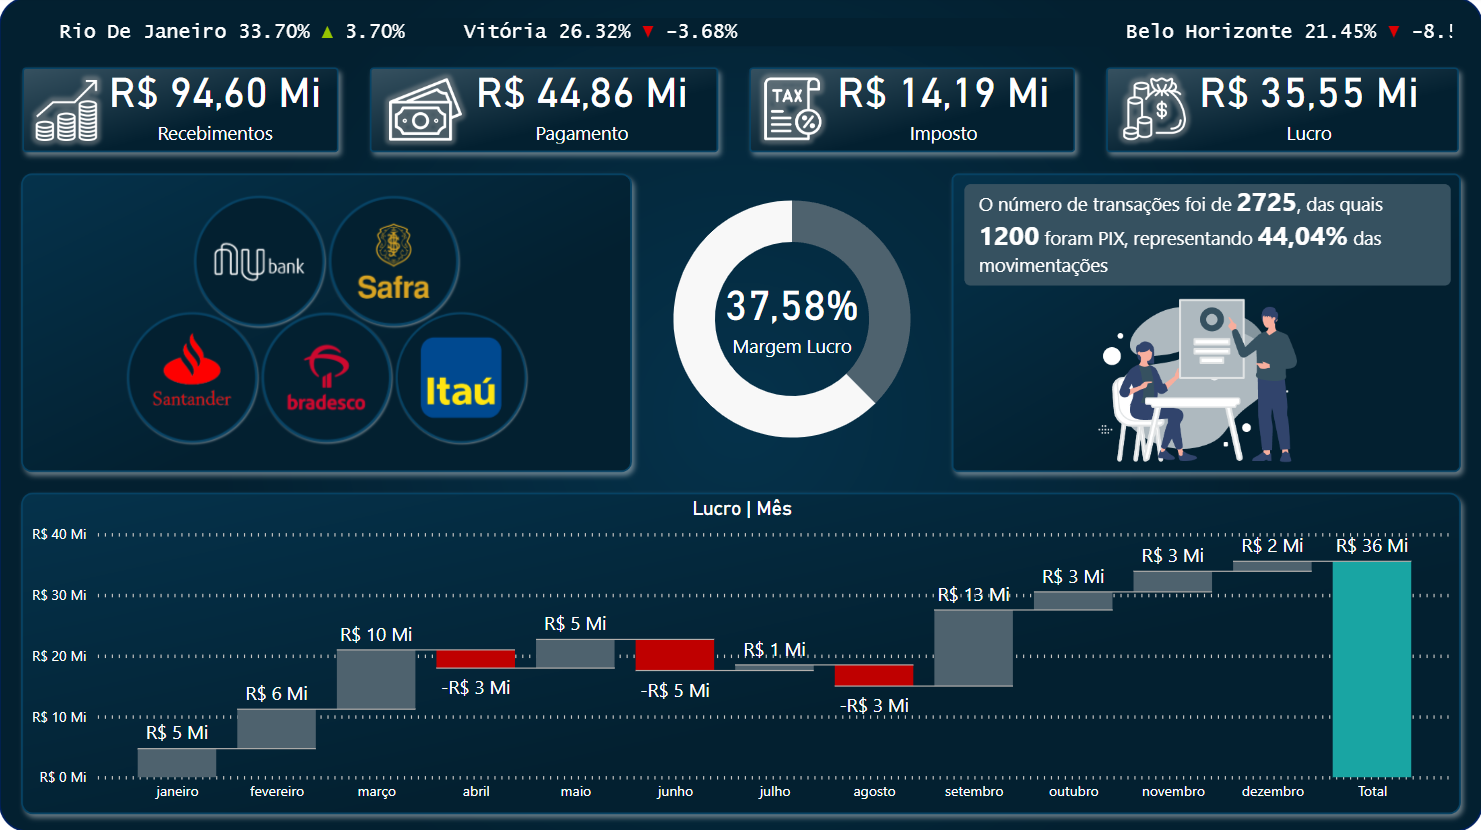 Rio De Janeiro 33.70% ▲ 3.70% Vitória 26.32% ▼ -3.68% Belo Horizonte 21.45% ▼ -8.5
R$ 94,60 Mi
Recebimentos
R$ 44,86 Mi
Pagamento
TAX
R$ 14,19 Mi
Imposto
R$ 35,55 Mi
Lucro
nu bank
Safra
Santander
bradesco
Itaú
37,58%
Margem Lucro
O número de transações foi de 2725, das quais
1200 foram PIX, representando 44,04% das
movimentações
Lucro | Mês
R$ 40 Mi
R$ 30 Mi
R$ 20 Mi
R$ 10 Mi
R$ 0 Mi
R$ 5 Mi
R$ 6 Mi
R$ 10 Mi
-R$ 3 Mi
R$ 5 Mi
-R$ 5 Mi
R$ 1 Mi
-R$ 3 Mi
R$ 13 Mi
R$ 3 Mi
R$ 3 Mi
R$ 2 Mi
R$ 36 Mi
janeiro fevereiro março abril maio junho julho agosto setembro outubro novembro dezembro Total